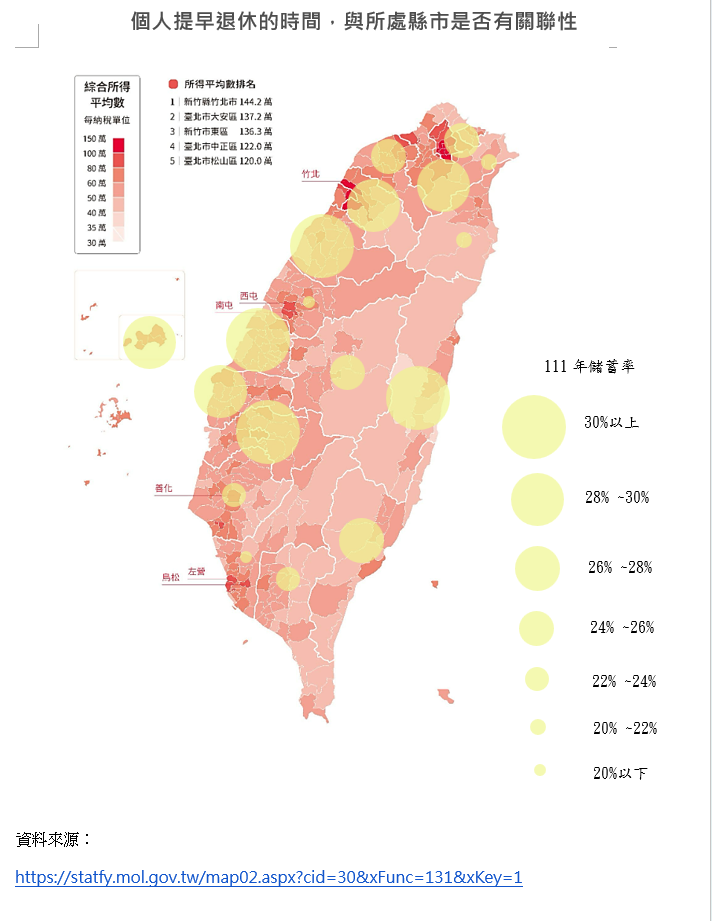 個人提早退休的時間，與所處縣市是否有關聯性
綜合所得
平均數
每納稅單位
150 萬
100 萬
80 萬
60 萬
50 萬
40 萬
35 萬
30 萬
所得平均數排名
1 新竹縣竹北市 144.2 萬
2 臺北市大安區 137.2 萬
3 新竹市東區 136.3 萬
4 臺北市中正區 122.0 萬
5 臺北市松山區 120.0 萬
竹北
西屯
南屯
善化
左營
鳥松
111 年儲蓄率
30%以上
28% ~30%
26% ~28%
24% ~26%
22% ~24%
20% ~22%
20%以下
資料來源：
https://statfy.mol.gov.tw/map02.aspx?cid=30&xFunc=131&xKey=1